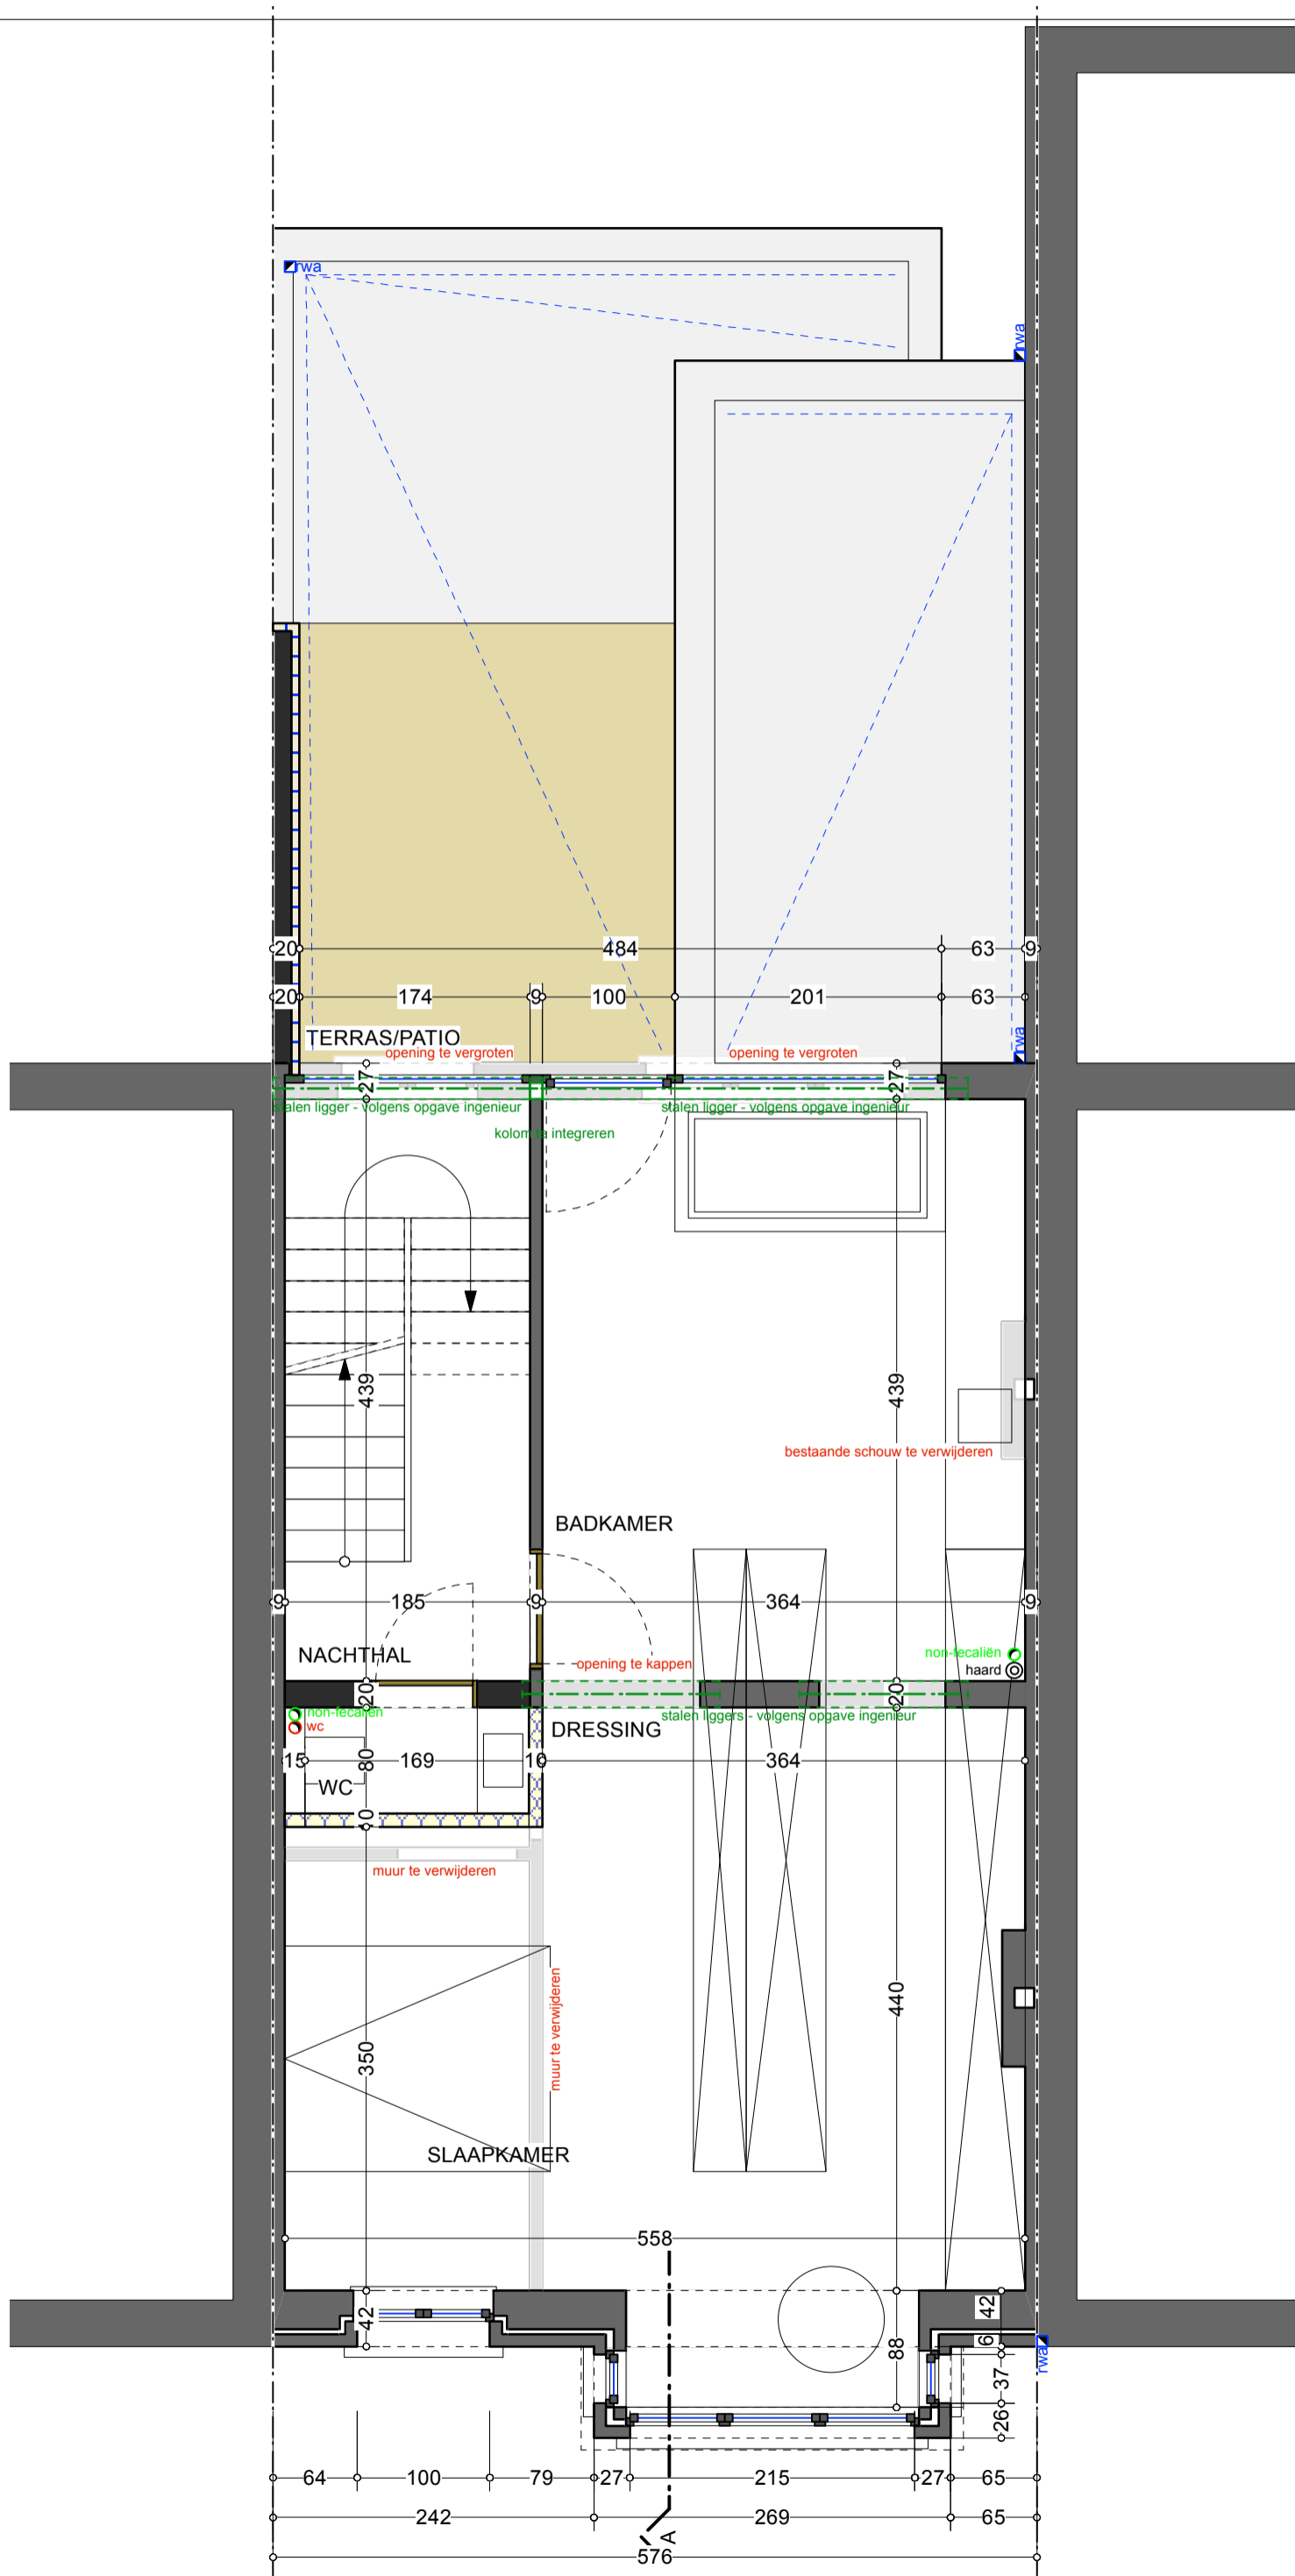 rwa
rwa
20 484 63 9
20 174 9 100 201 63
TERRAS/PATIO
rwa
opening te vergroten
opening te vergroten
27
27
stalen ligger - volgens opgave ingenieur
stalen ligger - volgens opgave ingenieur
kolom te integreren
439
439
bestaande schouw te verwijderen
BADKAMER
9 185 9 364 9
NACHTHAL
non-fecaliën
opening te kappen
haard
20
20
non-fecaliën
stalen liggers - volgens opgave ingenieur
wc
DRESSING
15 80 169 10 364
WC
10
muur te verwijderen
muur te verwijderen
440
350
SLAAPKAMER
558
42
42
6
88
rwa
37
26
64 100 79 27 215 27 65
242 269 65
A
576